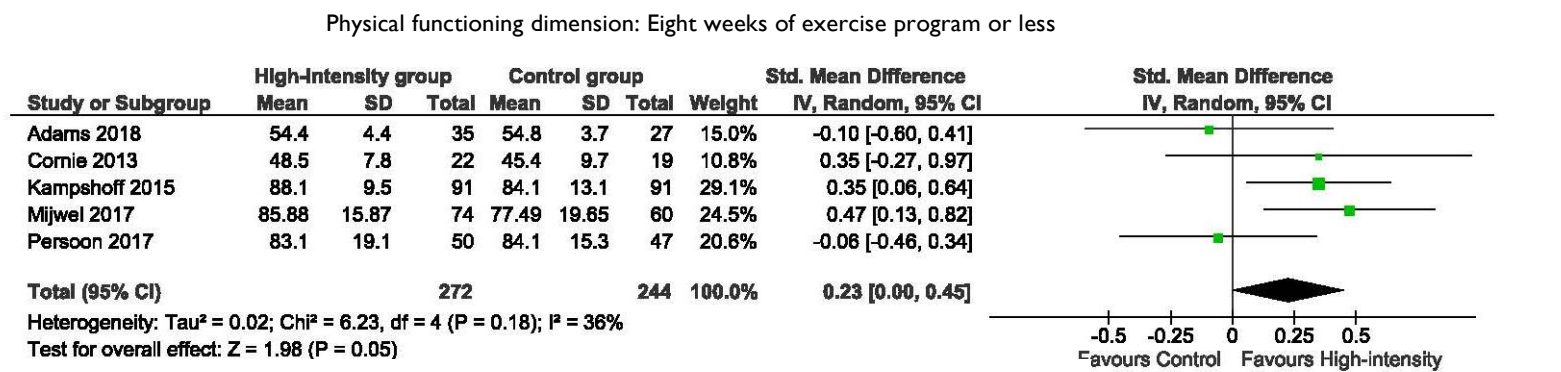 Physical functioning dimension: Eight weeks of exercise program or less
High-Intensity group Control group Std. Mean Difference Std. Mean Difference
Study or Subgroup Mean SD Total Mean SD Total Weight IV, Random, 95% CI IV, Random, 95% CI
Adams 2018 54.4 4.4 35 54.8 3.7 27 15.0% -0.10 [-0.60, 0.41]
Cornie 2013 48.5 7.8 22 45.4 9.7 19 10.8% 0.35 [-0.27, 0.97]
Kampshoff 2015 88.1 9.5 91 84.1 13.1 91 29.1% 0.35 [0.06, 0.64]
Mijwel 2017 85.88 15.87 74 77.49 19.65 60 24.5% 0.47 [0.13, 0.82]
Persoon 2017 83.1 19.1 50 84.1 15.3 47 20.6% -0.06 [-0.46, 0.34]
Total (95% CI) 272 244 100.0% 0.23 [0.00, 0.45]
Heterogeneity: Tau² = 0.02; Chi² = 6.23, df = 4 (P = 0.18); I² = 36%
Test for overall effect: Z = 1.98 (P = 0.05)
-0.5 -0.25 0 0.25 0.5
Favours Control Favours High-intensity